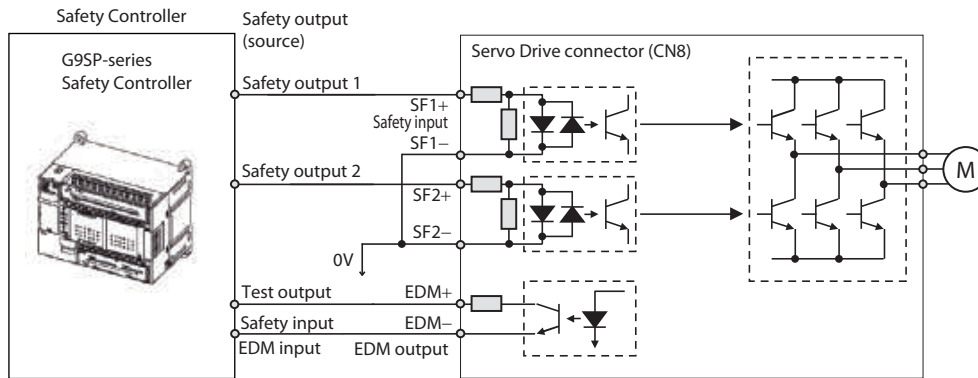 Safety Controller
Safety output
(source)
G9SP-series
Safety Controller
Servo Drive connector (CN8)
Safety output 1
SF1+
Safety input
SF1−
Safety output 2
SF2+
SF2−
0V
M
Test output
EDM+
Safety input
EDM−
EDM input
EDM output